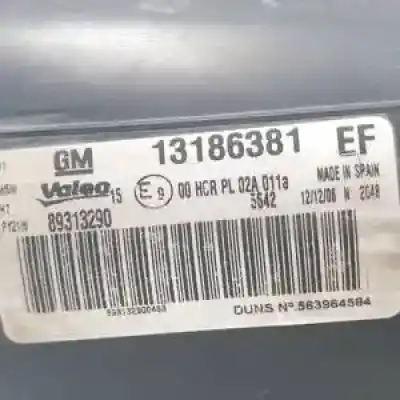 GM 13186381 EF
Valeo 15 E9 00 HCR PL 02A 011a MADE IN SPAIN
5642 12/12/06 N 2048
PY21W 89313290
DUNS Nº.563964584